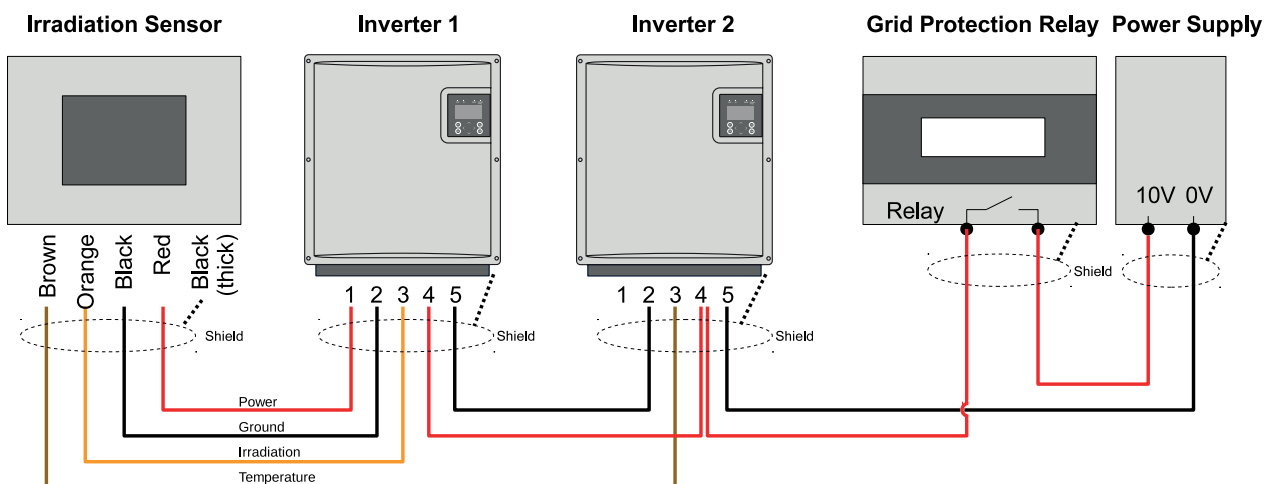 Irradiation Sensor
Inverter 1
Inverter 2
Grid Protection Relay
Power Supply
10V 0V
Relay
Brown
Orange
Black
Red
Black
(thick)
Shield
1 2 3 4 5
Shield
1 2 3 4 5
Shield
Shield
Power
Ground
Irradiation
Temperature